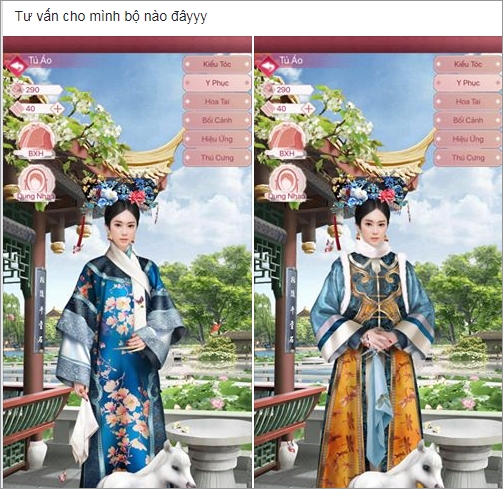 Tư vấn cho mình bộ nào đâyyy
Tủ Áo
290
40
BXH
Dung Nhan
Kiểu Tóc
Y Phục
Hoa Tai
Bối Cảnh
Hiệu Ứng
Thú Cưng
Tủ Áo
290
40
BXH
Dung Nhan
Kiểu Tóc
Y Phục
Hoa Tai
Bối Cảnh
Hiệu Ứng
Thú Cưng